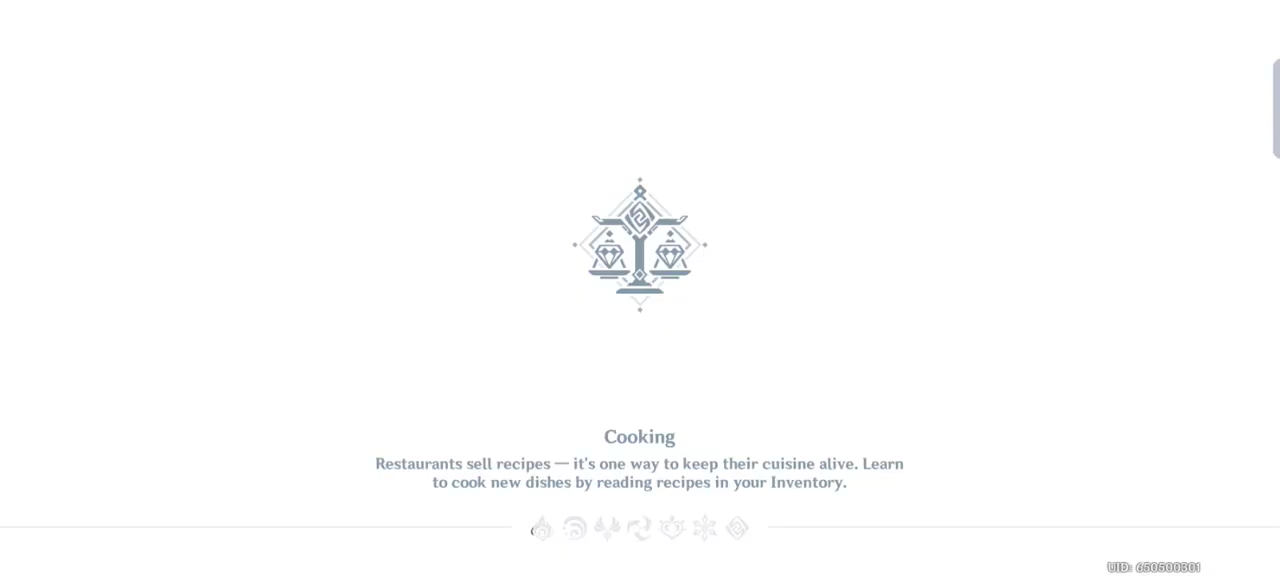 Cooking
Restaurants sell recipes — it's one way to keep their cuisine alive. Learn
to cook new dishes by reading recipes in your Inventory.
UID: 650500301